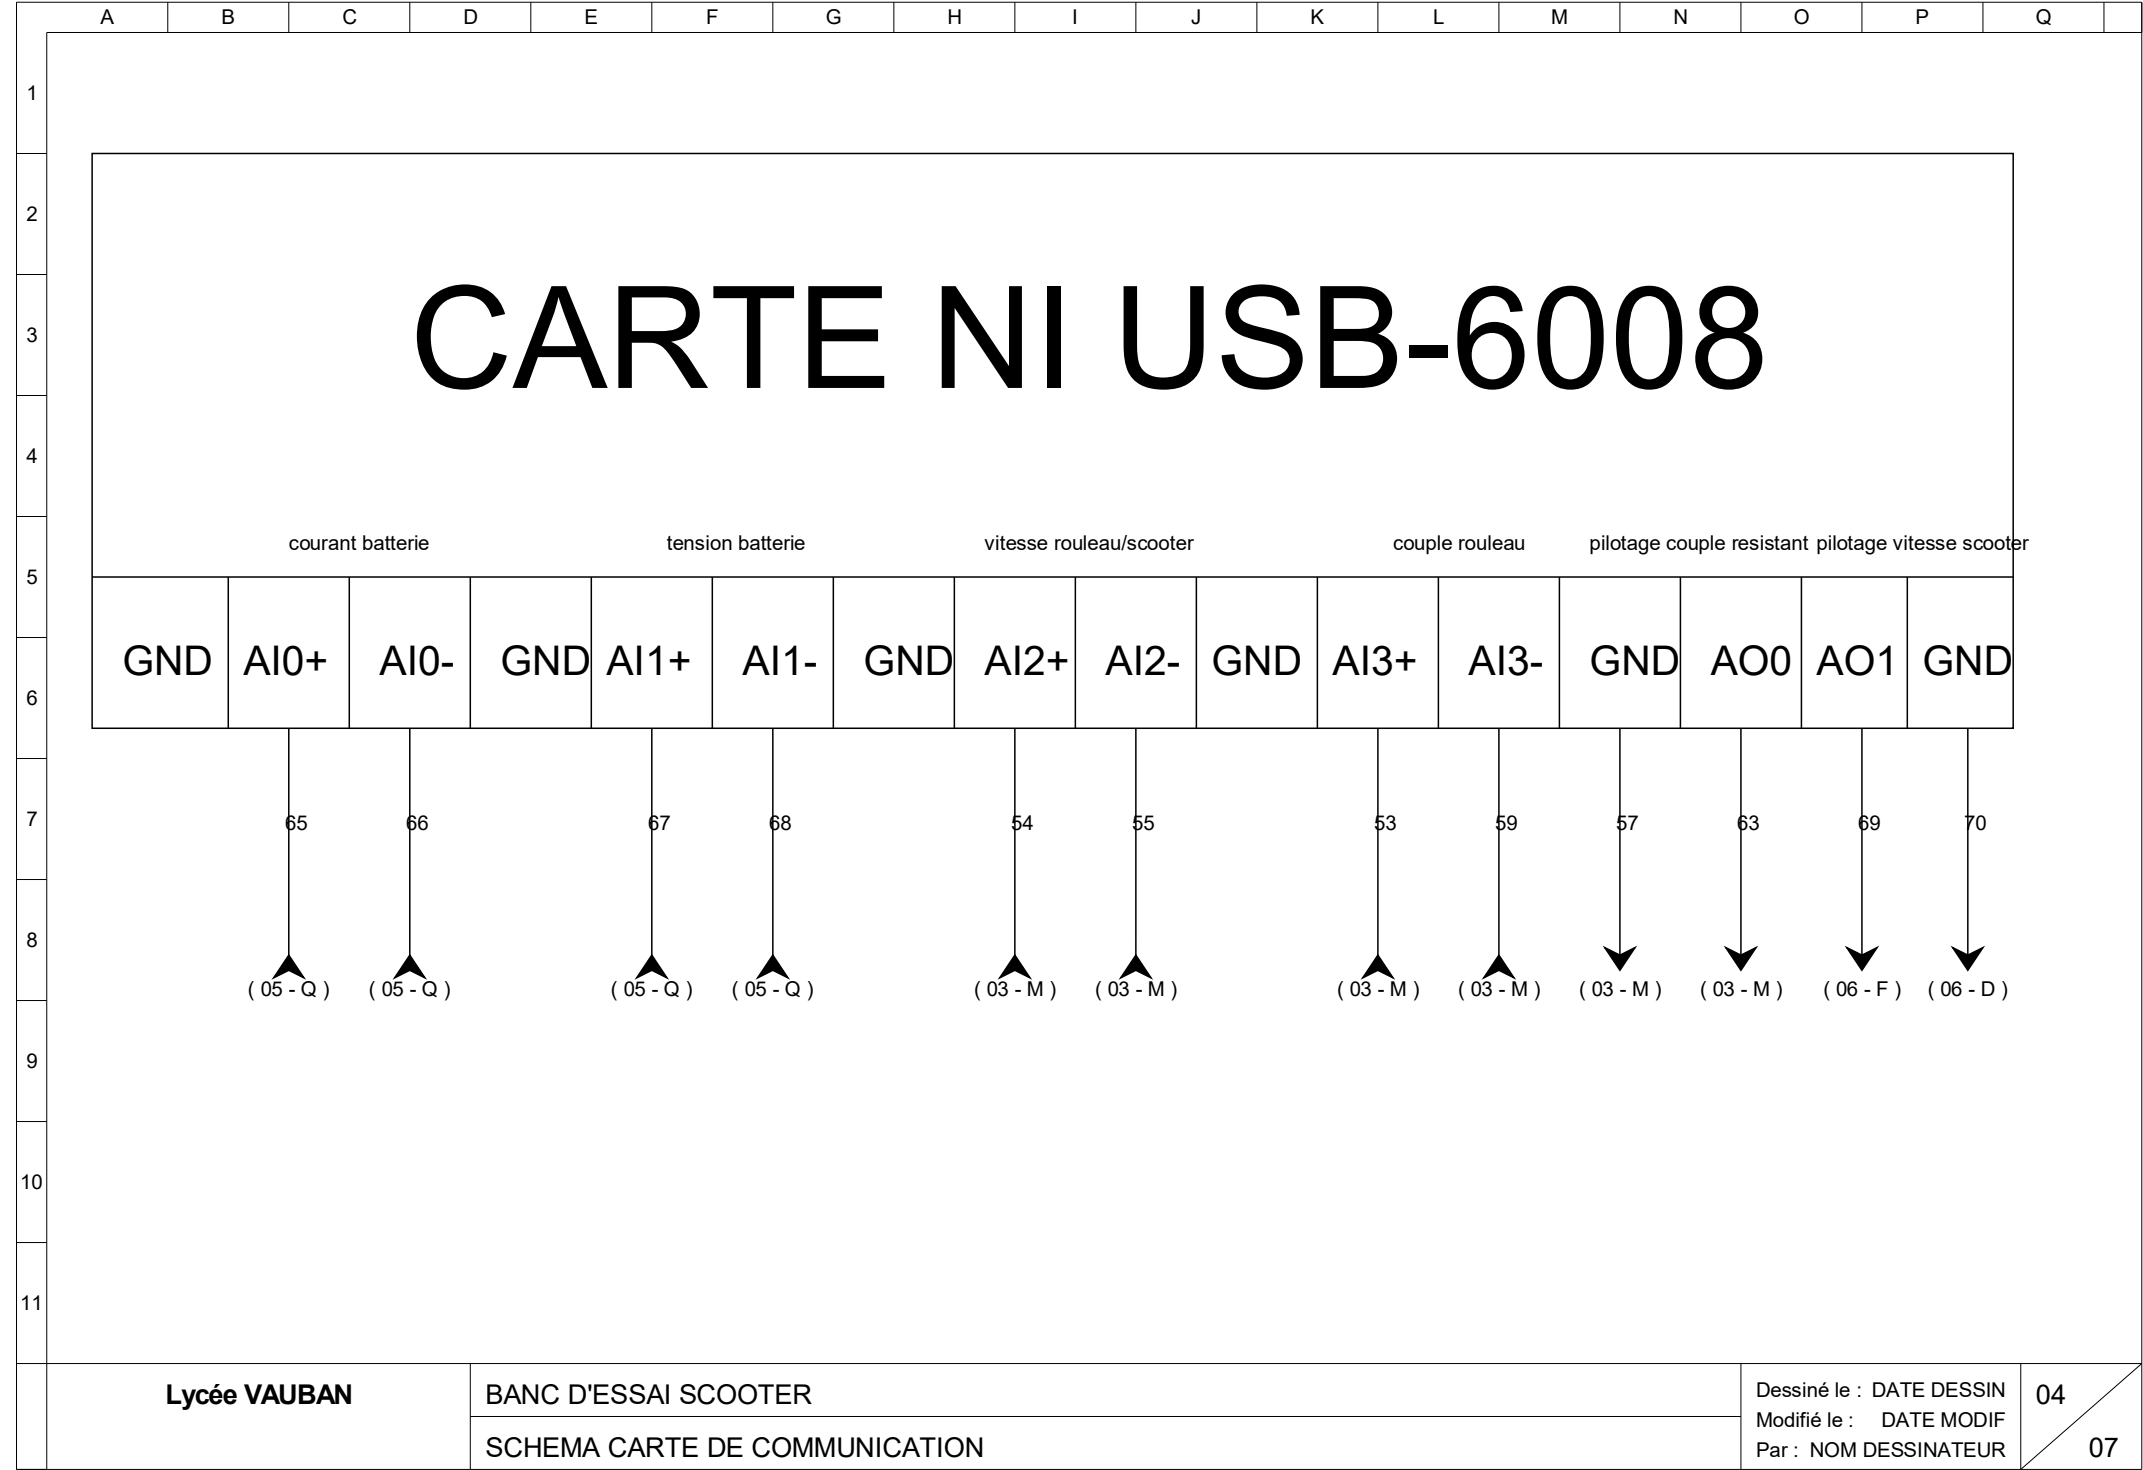 A B C D E F G H I J K L M N O P Q
1
2
CARTE NI USB-6008
3
4
courant batterie tension batterie vitesse rouleau/scooter couple rouleau pilotage couple resistant pilotage vitesse scooter
5
GND AI0+ AI0- GND AI1+ AI1- GND AI2+ AI2- GND AI3+ AI3- GND AO0 AO1 GND
6
7 65 66 67 68 54 55 53 59 57 63 69 70
8
( 05 - Q ) ( 05 - Q ) ( 05 - Q ) ( 05 - Q ) ( 03 - M ) ( 03 - M ) ( 03 - M ) ( 03 - M ) ( 03 - M ) ( 03 - M ) ( 06 - F ) ( 06 - D )
9
10
11
Lycée VAUBAN
BANC D'ESSAI SCOOTER
SCHEMA CARTE DE COMMUNICATION
Dessiné le : DATE DESSIN
Modifié le : DATE MODIF
Par : NOM DESSINATEUR
04
07